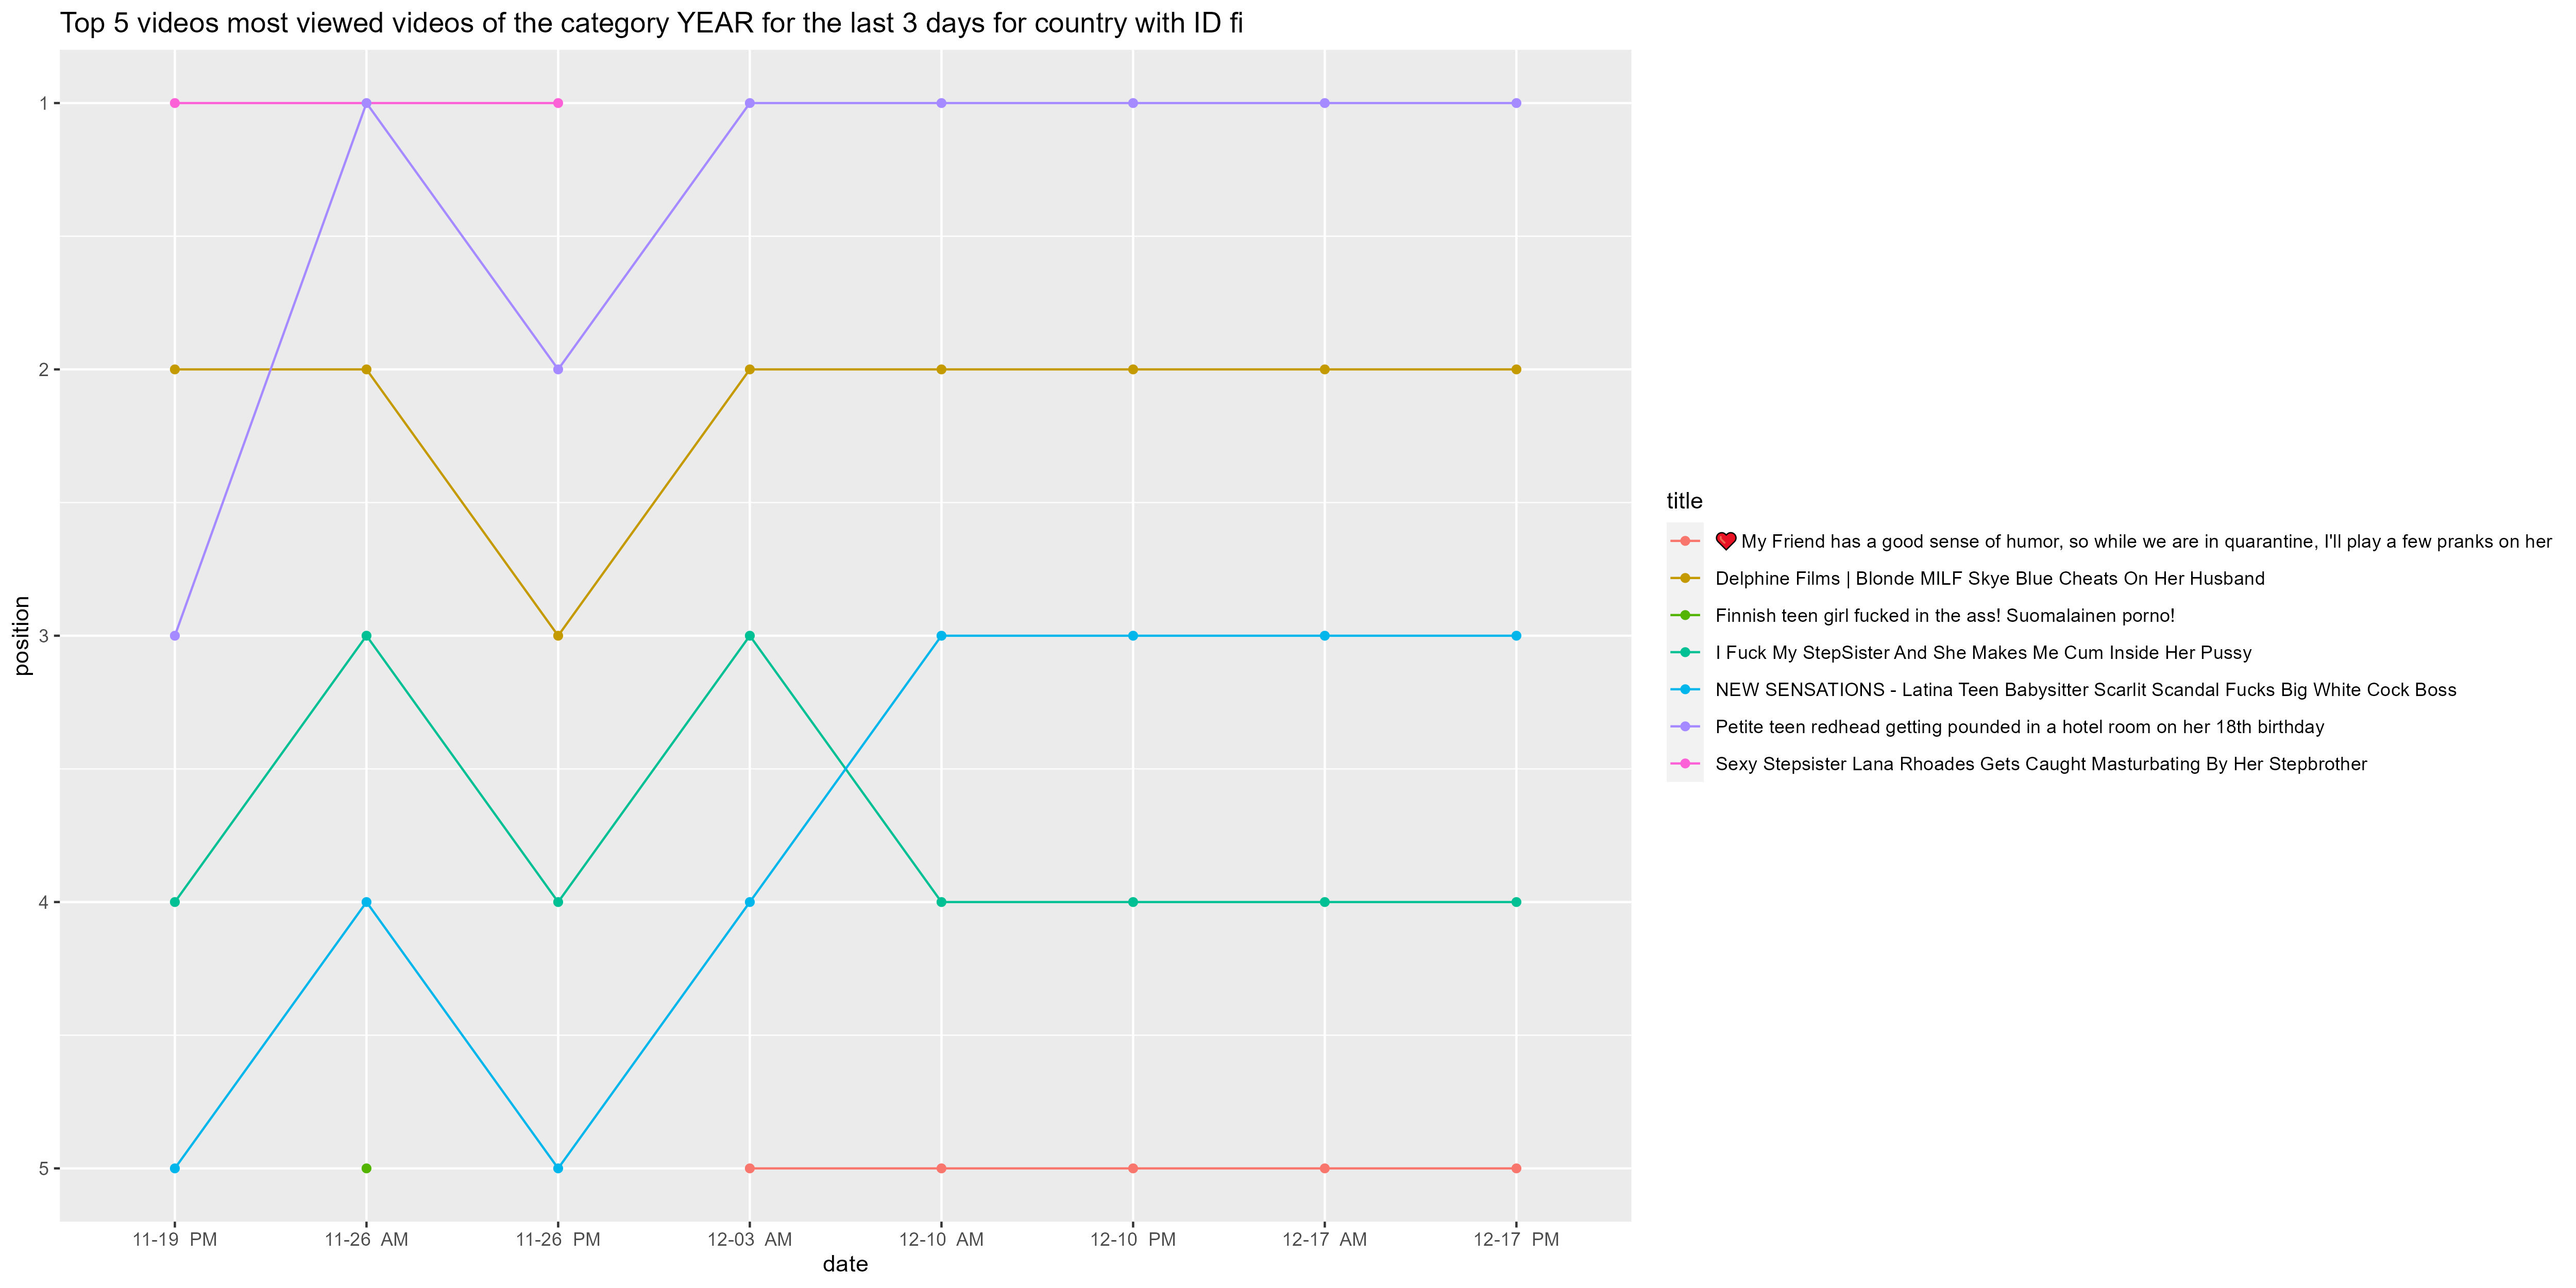 Top 5 videos most viewed videos of the category YEAR for the last 3 days for country with ID fi
position
1
2
3
4
5
11-19 PM
11-26 AM
11-26 PM
12-03 AM
12-10 AM
12-10 PM
12-17 AM
12-17 PM
date
title
❤ My Friend has a good sense of humor, so while we are in quarantine, I'll play a few pranks on her
Delphine Films | Blonde MILF Skye Blue Cheats On Her Husband
Finnish teen girl fucked in the ass! Suomalainen porno!
I Fuck My StepSister And She Makes Me Cum Inside Her Pussy
NEW SENSATIONS - Latina Teen Babysitter Scarlit Scandal Fucks Big White Cock Boss
Petite teen redhead getting pounded in a hotel room on her 18th birthday
Sexy Stepsister Lana Rhoades Gets Caught Masturbating By Her Stepbrother